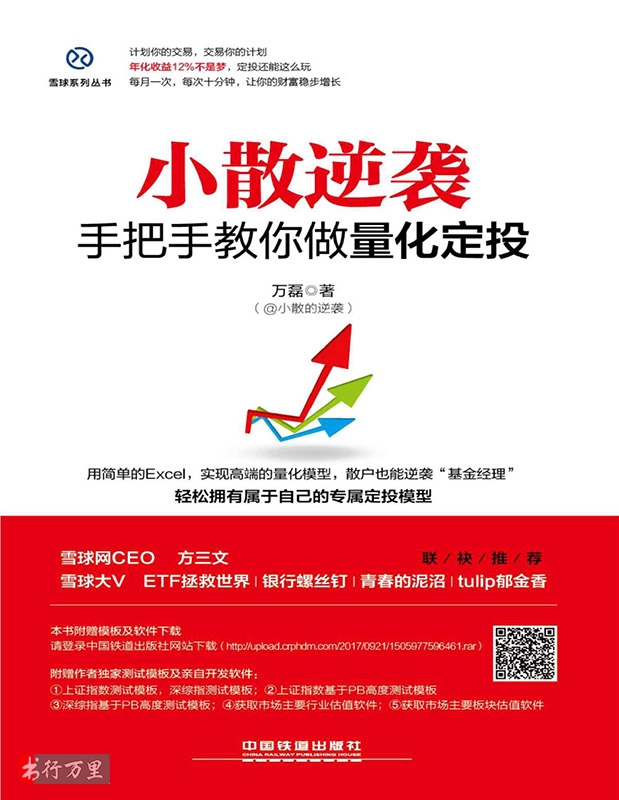 计划你的交易，交易你的计划
年化收益12%不是梦，定投还能这么玩
每月一次，每次十分钟，让你的财富稳步增长
雪球系列丛书
小散逆袭
手把手教你做量化定投
万磊◎著
（@小散的逆袭）
用简单的Excel，实现高端的量化模型，散户也能逆袭“基金经理”
轻松拥有属于自己的专属定投模型
雪球网CEO 方三文 联/袂/推/荐
雪球大V ETF拯救世界|银行螺丝钉|青春的泥沼|tulip郁金香
本书附赠模板及软件下载
请登录中国铁道出版社网站下载（http://upload.crphdm.com/2017/0921/1505977596461.rar）
附赠作者独家测试模板及亲自开发软件：
①上证指数测试模板，深综指测试模板；②上证指数基于PB高度测试模板
③深综指基于PB高度测试模板；④获取市场主要行业估值软件；⑤获取市场主要板块估值软件
中国铁道出版社
CHINA RAILWAY PUBLISHING HOUSE
书行万里